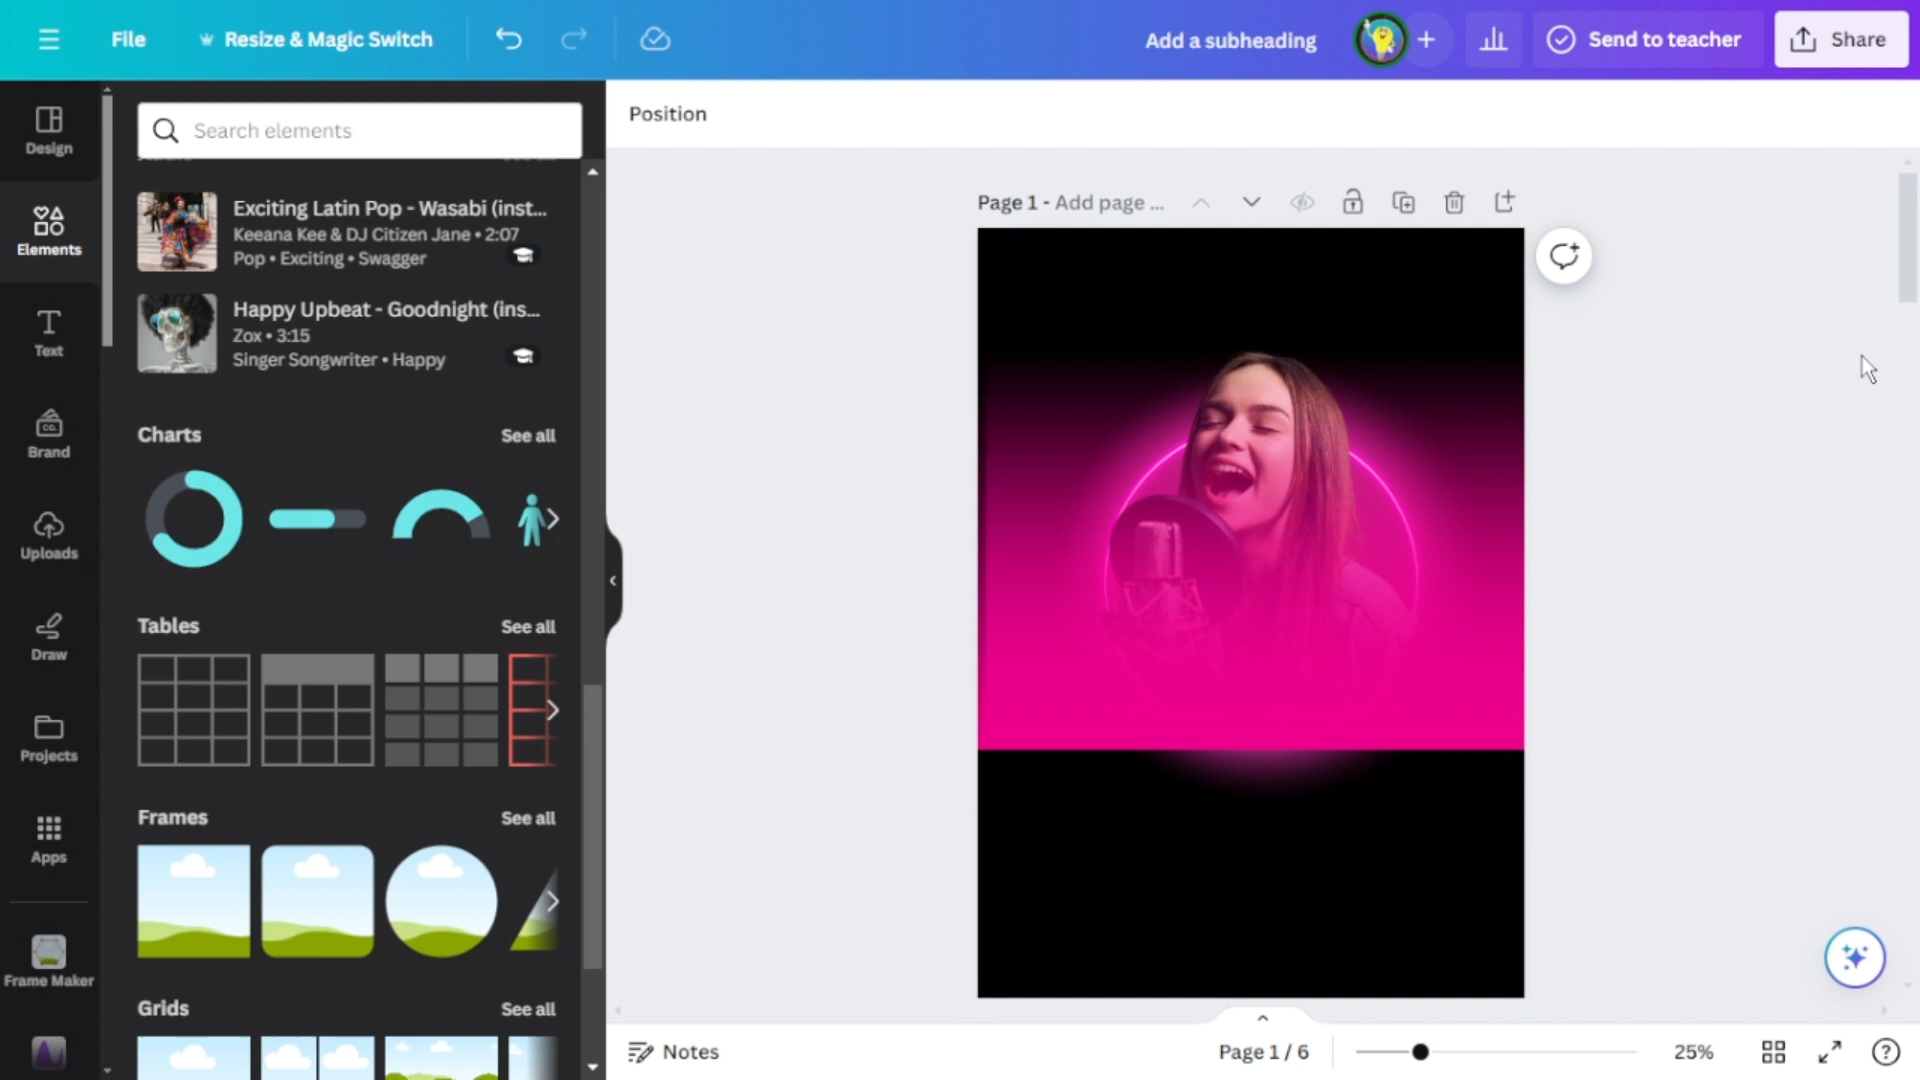 File
Resize & Magic Switch
Add a subheading
Send to teacher
Share
Design
Elements
Text
Brand
CO.
Uploads
Draw
Projects
Apps
Frame Maker
Search elements
Exciting Latin Pop - Wasabi (inst...
Keeana Kee & DJ Citizen Jane • 2:07
Pop • Exciting • Swagger
Happy Upbeat - Goodnight (ins...
Zox • 3:15
Singer Songwriter • Happy
Charts
See all
Tables
See all
Frames
See all
Grids
See all
Position
Page 1 - Add page ...
Notes
Page 1 / 6
25%